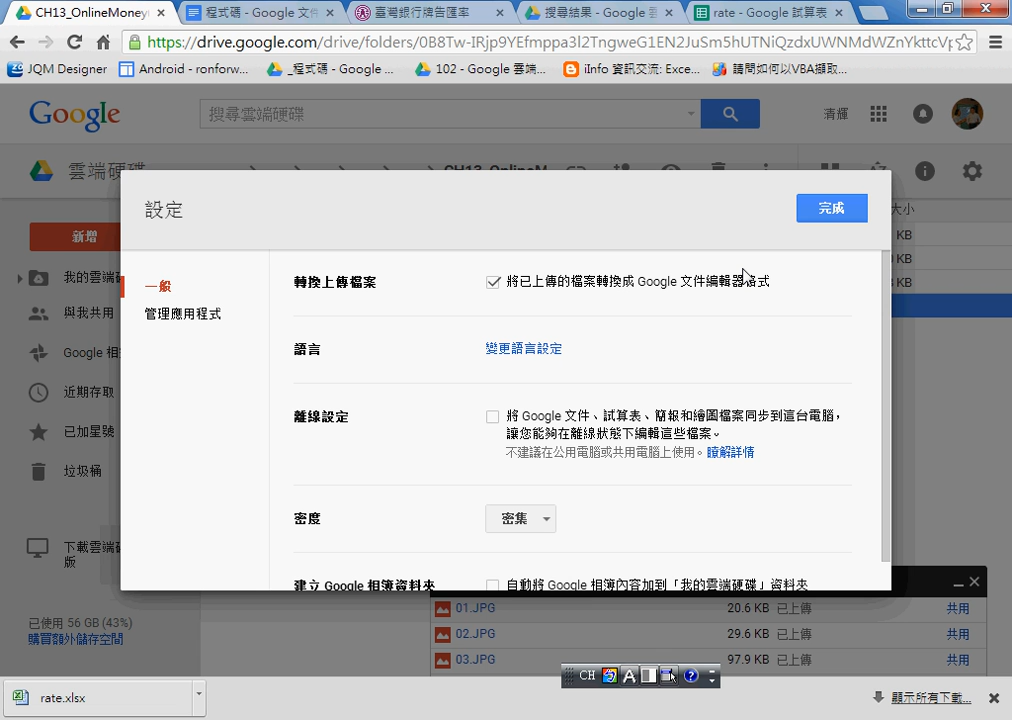 CH13_OnlineMoney
程式碼 - Google 文件
臺灣銀行牌告匯率
搜尋結果 - Google 雲
rate - Google 試算表
https://drive.google.com/drive/folders/
JQM Designer
Android - ronforw...
_程式碼 - Google ...
102 - Google 雲端...
iInfo 資訊交流: Exce...
請問如何以VBA擷取...
Google
搜尋雲端硬碟
清輝
雲端硬碟
CH13_OnlineM
大小
設定
完成
新增
KB
KB
KB
我的雲端
與我共用
Google 相
近期存取
已加星號
垃圾桶
下載雲端
版
已使用 56 GB (43%)
購買額外儲存空間
一般
管理應用程式
轉換上傳檔案
將已上傳的檔案轉換成 Google 文件編輯器格式
語言
變更語言設定
離線設定
將 Google 文件、試算表、簡報和繪圖檔案同步到這台電腦，
讓您能夠在離線狀態下編輯這些檔案。
不建議在公用電腦或共用電腦上使用。瞭解詳情
密度
密集
建立 Google 相簿資料夾
自動將 Google 相簿內容加到「我的雲端硬碟」資料夾
01.JPG 20.6 KB 已上傳 共用
02.JPG 29.6 KB 已上傳 共用
03.JPG 97.9 KB 已上傳 共用
CH
rate.xlsx
顯示所有下載...